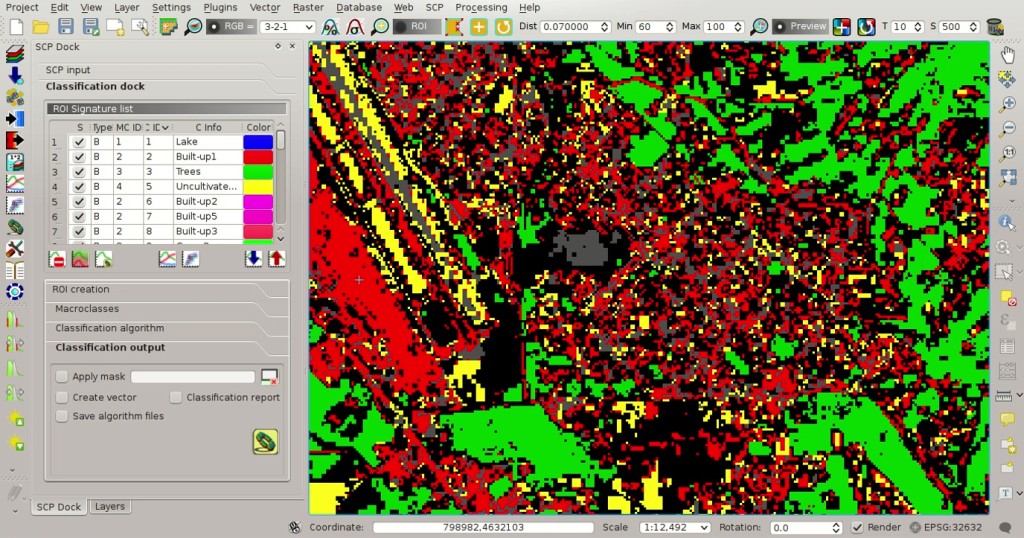 Project Edit View Layer Settings Plugins Vector Raster Database Web SCP Processing Help
RGB = 3-2-1 ROI Dist 0.070000 Min 60 Max 100 Preview T 10 S 500
SCP Dock
SCP input
Classification dock
ROI Signature list
S Type MC ID C ID C Info Color
1 B 1 1 Lake
2 B 2 2 Built-up1
3 B 3 3 Trees
4 B 4 5 Uncultivate...
5 B 2 6 Built-up2
6 B 2 7 Built-up5
7 B 2 8 Built-up3
ROI creation
Macroclasses
Classification algorithm
Classification output
Apply mask
Create vector Classification report
Save algorithm files
SCP Dock Layers
Coordinate: 798982,4632103 Scale 1:12,492 Rotation: 0.0 Render EPSG:32632